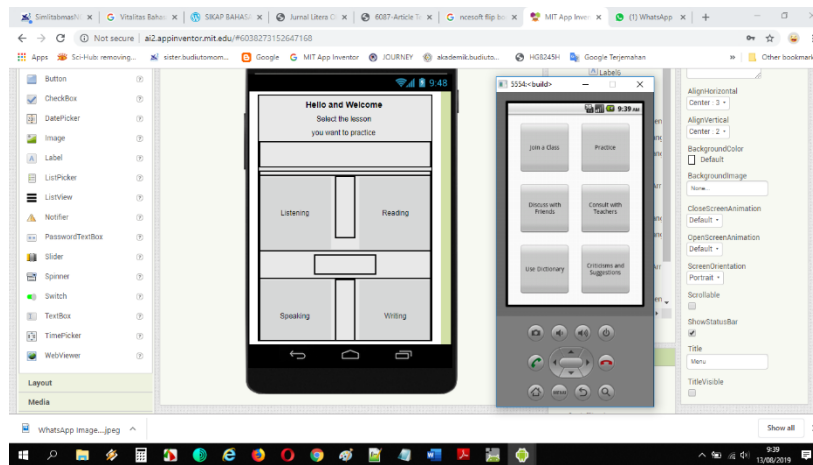 SimlitabmasN
Vitalitas Bahas
SIKAP BAHAS
Jurnal Litera
6087-Article
ncesoft flip bo
MIT App Inven
(1) WhatsApp
Not secure | ai2.appinventor.mit.edu/#6038273152647168
Apps
Sci-Hub: removing...
sister.budiutomom...
Google
MIT App Inventor
JOURNEY
akademik.budiuto...
HG8245H
Google Terjemahan
Other bookmark
Button
CheckBox
DatePicker
Image
Label
ListPicker
ListView
Notifier
PasswordTextBox
Slider
Spinner
Switch
TextBox
TimePicker
WebViewer
Layout
Media
9:48
Hello and Welcome
Select the lesson
you want to practice
Listening
Reading
Speaking
Writing
5554:<build>
9:39 AM
Join a Class
Practice
Discuss with
Friends
Consult with
Teachers
Use Dictionary
Criticisms and
Suggestions
MENU
AlignHorizontal
Center : 3
AlignVertical
Center : 2
BackgroundColor
Default
BackgroundImage
None...
CloseScreenAnimation
Default
OpenScreenAnimation
Default
ScreenOrientation
Portrait
Scrollable
ShowStatusBar
Title
Menu
TitleVisible
WhatsApp Image....jpeg
Show all
9:39
13/08/2019